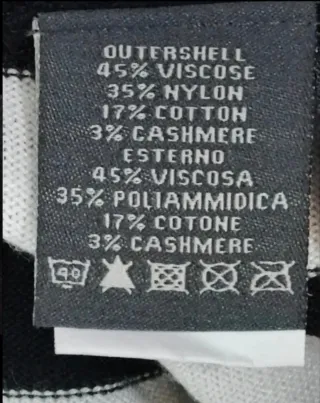 OUTERSHELL
45% VISCOSE
35% NYLON
17% COTTON
3% CASHMERE
ESTERNO
45% VISCOSA
35% POLIAMMIDICA
17% COTONE
3% CASHMERE
40